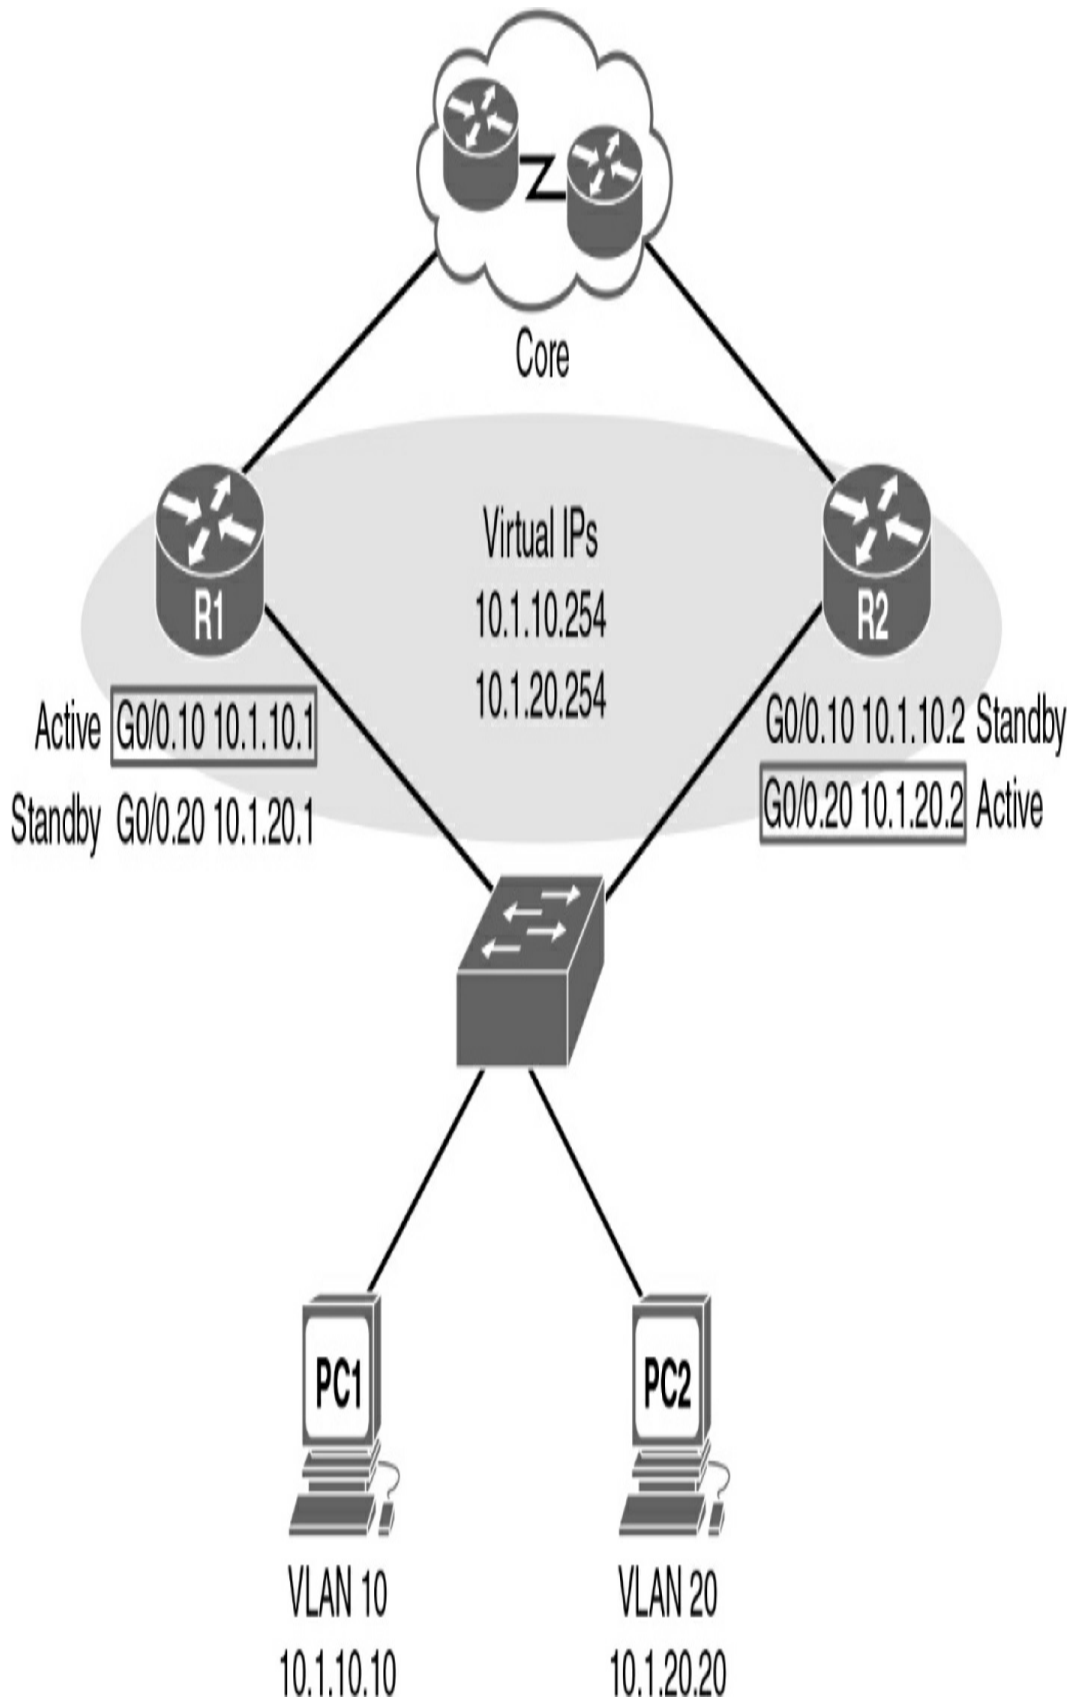 Core
Virtual IPs
10.1.10.254
10.1.20.254
R1
R2
Active G0/0.10 10.1.10.1
Standby G0/0.20 10.1.20.1
G0/0.10 10.1.10.2 Standby
G0/0.20 10.1.20.2 Active
PC1
PC2
VLAN 10
10.1.10.10
VLAN 20
10.1.20.20